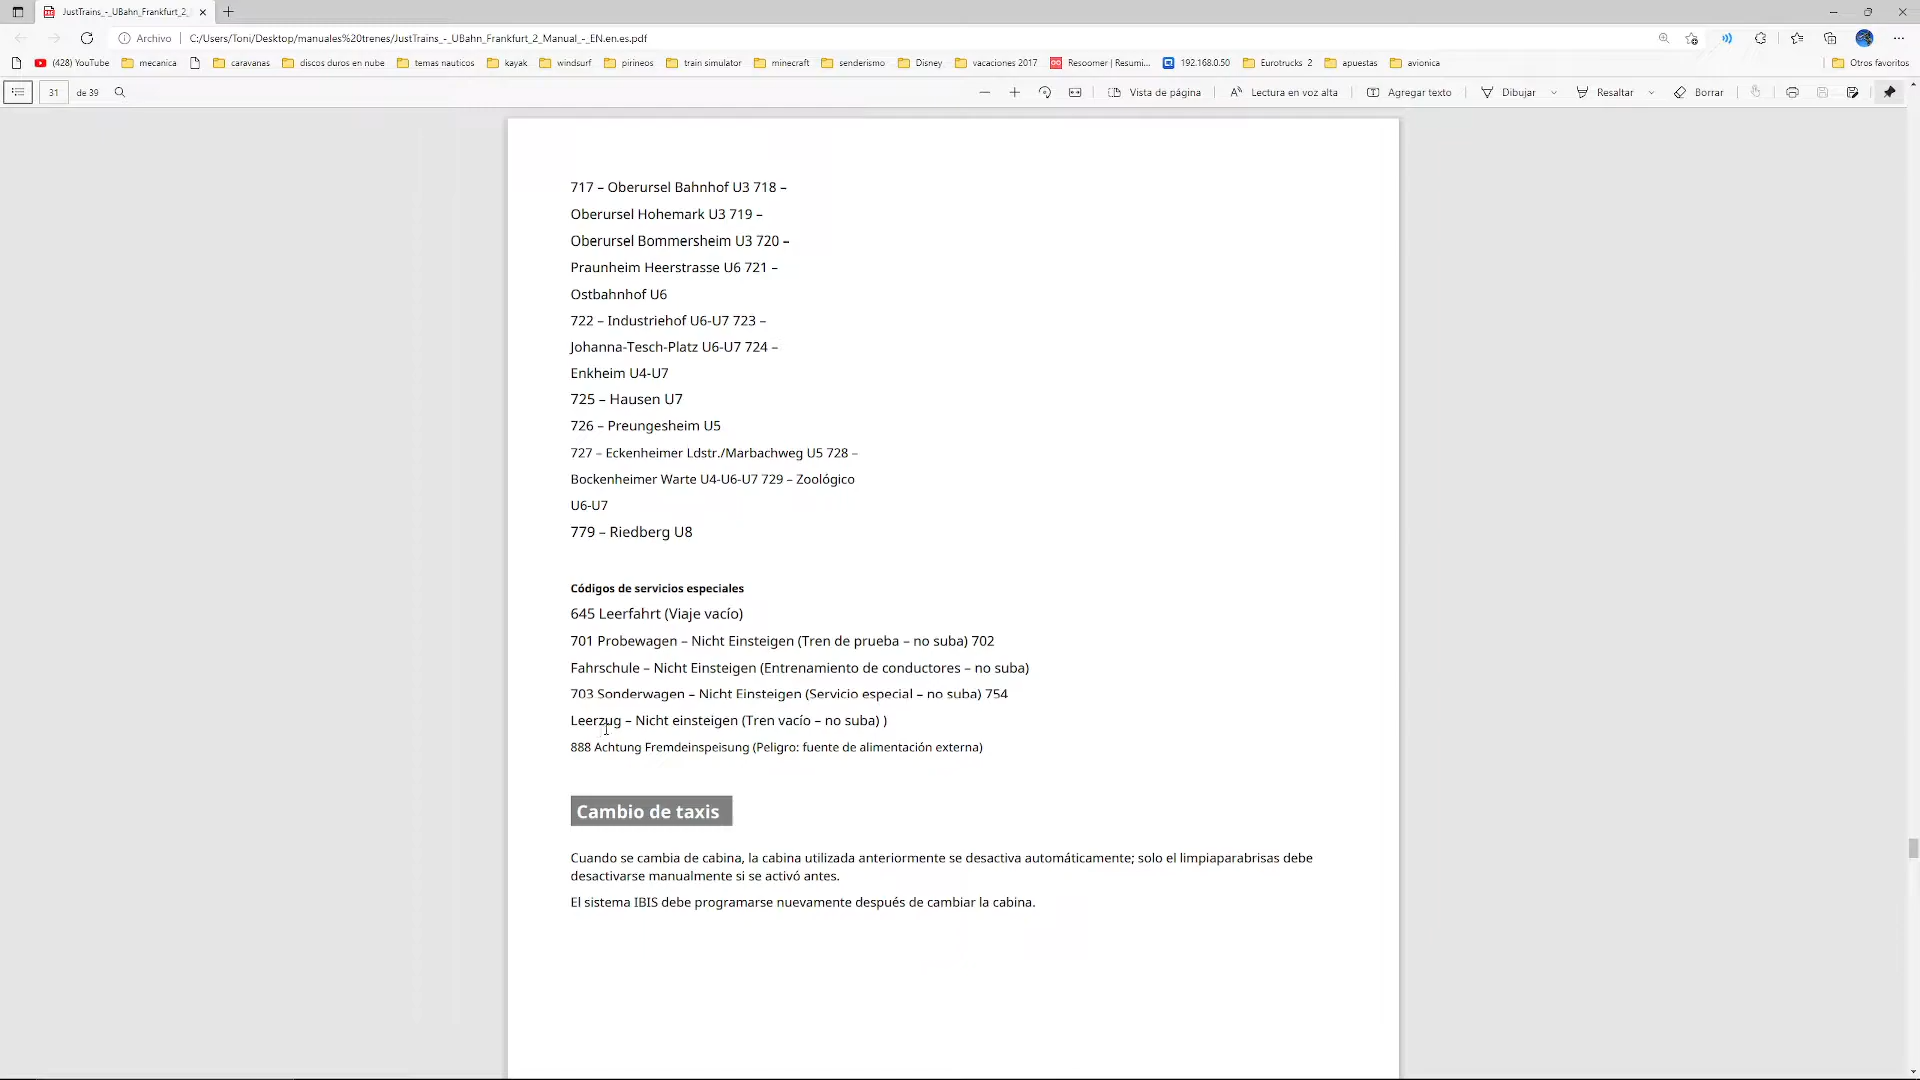 JustTrains_-_UBahn_Frankfurt_2_
Archivo
C:/Users/Toni/Desktop/manuales%20trenes/JustTrains_-_UBahn_Frankfurt_2_Manual_-_EN.en.es.pdf
(428) YouTube
mecanica
caravanas
discos duros en nube
temas nauticos
kayak
windsurf
pirineos
train simulator
minecraft
senderismo
Disney
vacaciones 2017
Resoomer | Resumi...
192.168.0.50
Eurotrucks 2
apuestas
avionica
Otros favoritos
31
de 39
Vista de página
Lectura en voz alta
Agregar texto
Dibujar
Resaltar
Borrar
717 – Oberursel Bahnhof U3 718 –
Oberursel Hohemark U3 719 –
Oberursel Bommersheim U3 720 –
Praunheim Heerstrasse U6 721 –
Ostbahnhof U6
722 – Industriehof U6-U7 723 –
Johanna-Tesch-Platz U6-U7 724 –
Enkheim U4-U7
725 – Hausen U7
726 – Preungesheim U5
727 – Eckenheimer Ldstr./Marbachweg U5 728 –
Bockenheimer Warte U4-U6-U7 729 – Zoológico
U6-U7
779 – Riedberg U8
Códigos de servicios especiales
645 Leerfahrt (Viaje vacío)
701 Probewagen – Nicht Einsteigen (Tren de prueba – no suba) 702
Fahrschule – Nicht Einsteigen (Entrenamiento de conductores – no suba)
703 Sonderwagen – Nicht Einsteigen (Servicio especial – no suba) 754
Leerzug – Nicht einsteigen (Tren vacío – no suba) )
888 Achtung Fremdeinspeisung (Peligro: fuente de alimentación externa)
Cambio de taxis
Cuando se cambia de cabina, la cabina utilizada anteriormente se desactiva automáticamente; solo el limpiaparabrisas debe
desactivarse manualmente si se activó antes.
El sistema IBIS debe programarse nuevamente después de cambiar la cabina.